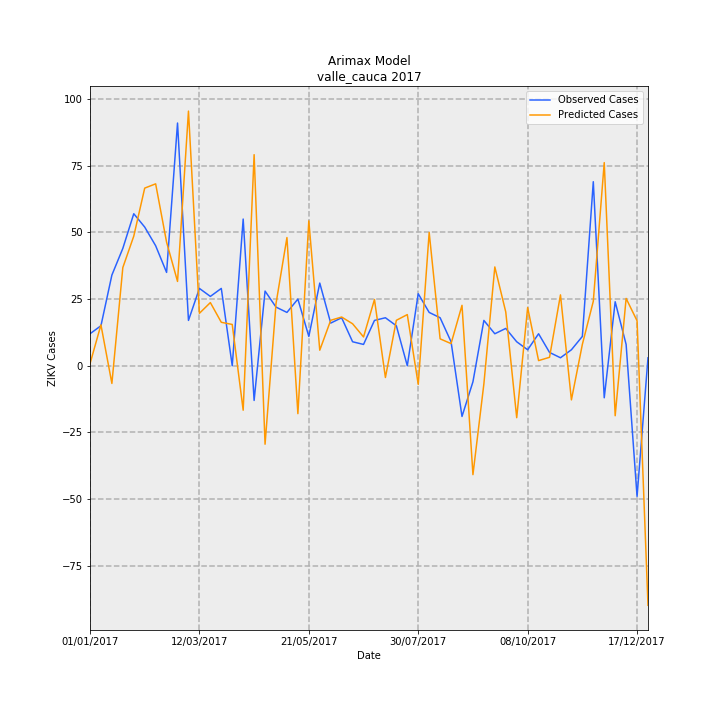 Arimax Model
valle_cauca 2017
Observed Cases
Predicted Cases
100
75
50
25
0
−25
−50
−75
ZIKV Cases
01/01/2017 12/03/2017 21/05/2017 30/07/2017 08/10/2017 17/12/2017
Date